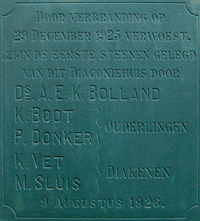 DOOR VERBRANDING OP
29 DECEMBER 1925 VERWOEST,
ZIJN DE EERSTE STEENEN GELEGD
VAN DIT DIACONIEHUIS DOOR
DS. A. E. K. BOLLAND
K. BOOT
P. DONKER
OUDERLINGEN
K. VET
M. SLUIS
DIAKENEN
9 AUGUSTUS 1926.